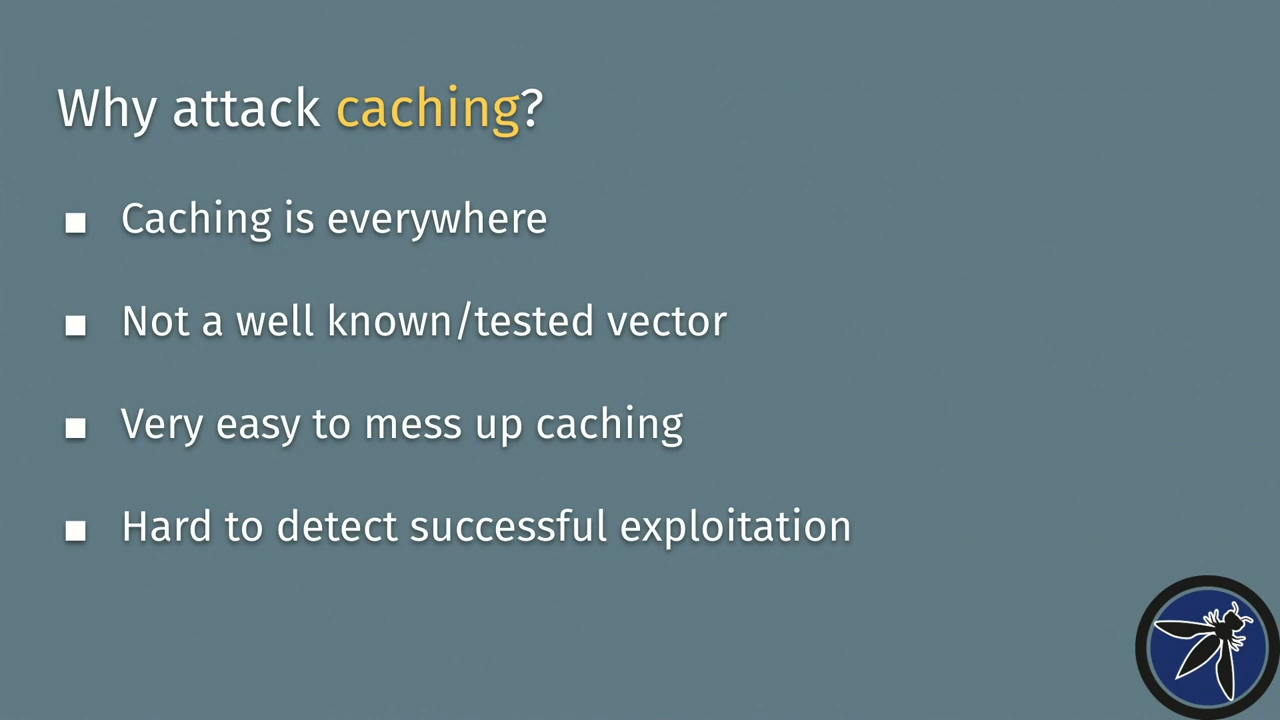 Why attack caching?
▪ Caching is everywhere
▪ Not a well known/tested vector
▪ Very easy to mess up caching
▪ Hard to detect successful exploitation